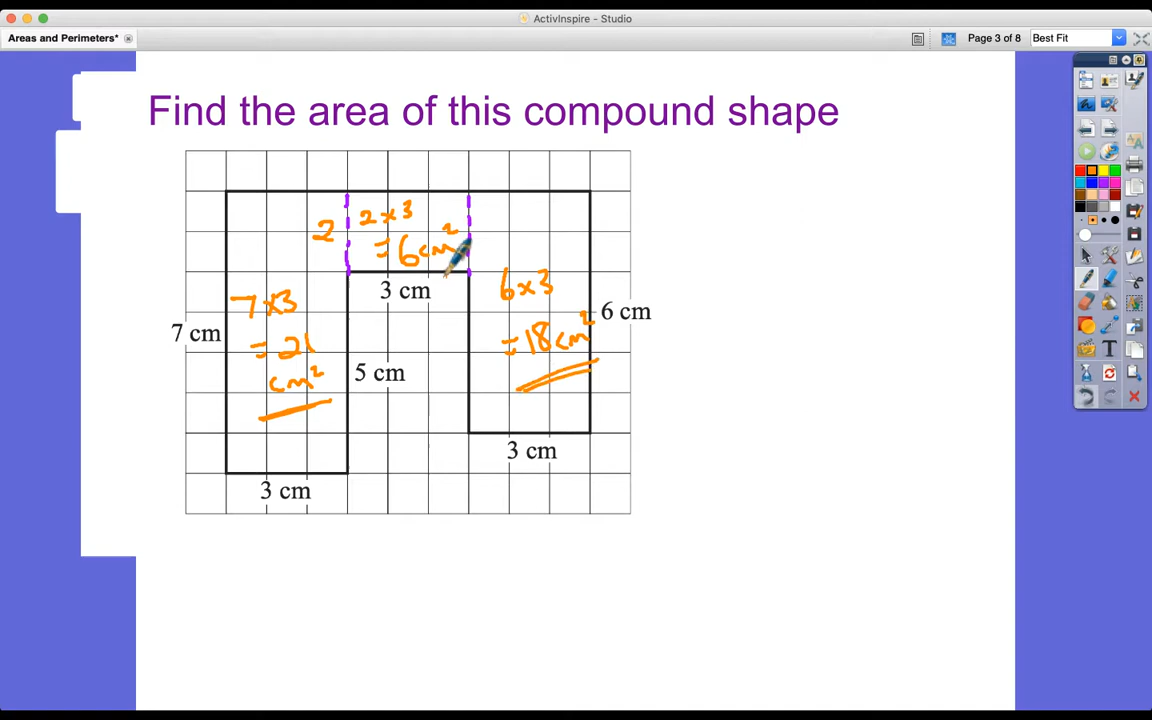 ActivInspire - Studio
Areas and Perimeters*
Page 3 of 8
Best Fit
Find the area of this compound shape
2
2 x 3
= 6cm²
3 cm
7 x 3
= 21
cm²
7 cm
5 cm
6 x 3
= 18cm²
6 cm
3 cm
3 cm